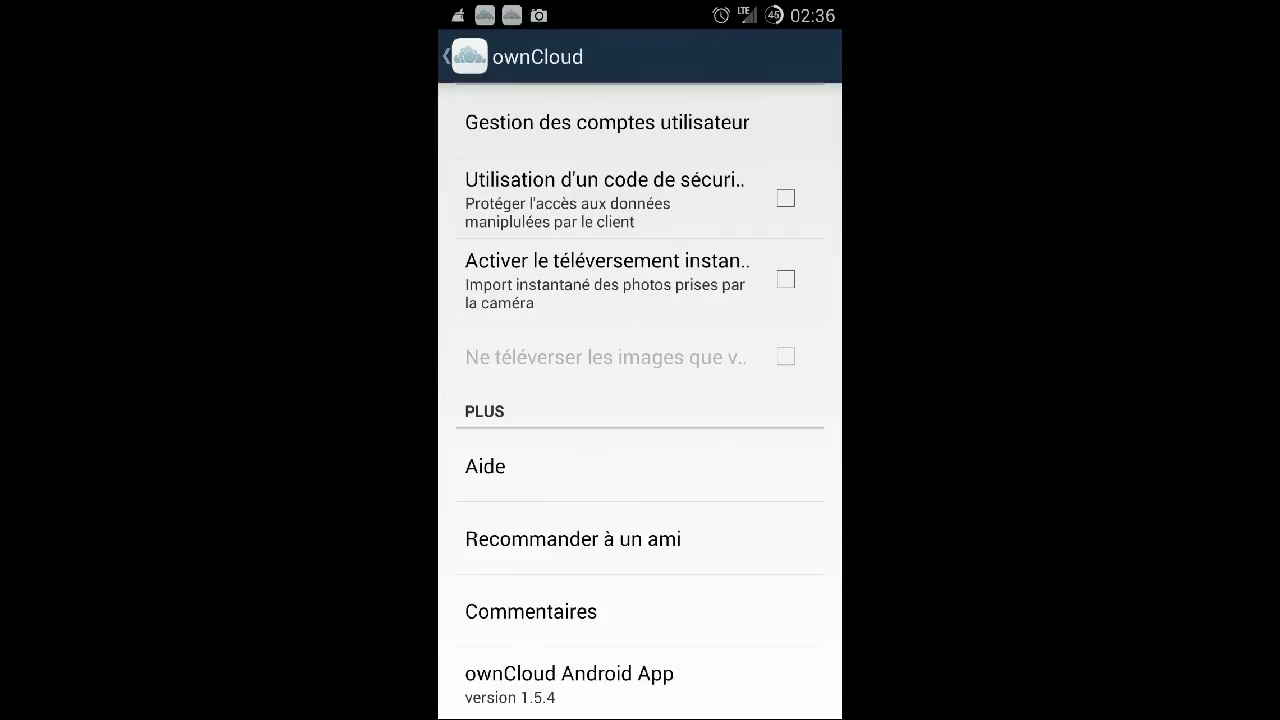 LTE 45 02:36
ownCloud
Gestion des comptes utilisateur
Utilisation d'un code de sécuri..
Protéger l'accès aux données
maniplulées par le client
Activer le téléversement instan..
Import instantané des photos prises par
la caméra
Ne téléverser les images que v..
PLUS
Aide
Recommander à un ami
Commentaires
ownCloud Android App
version 1.5.4